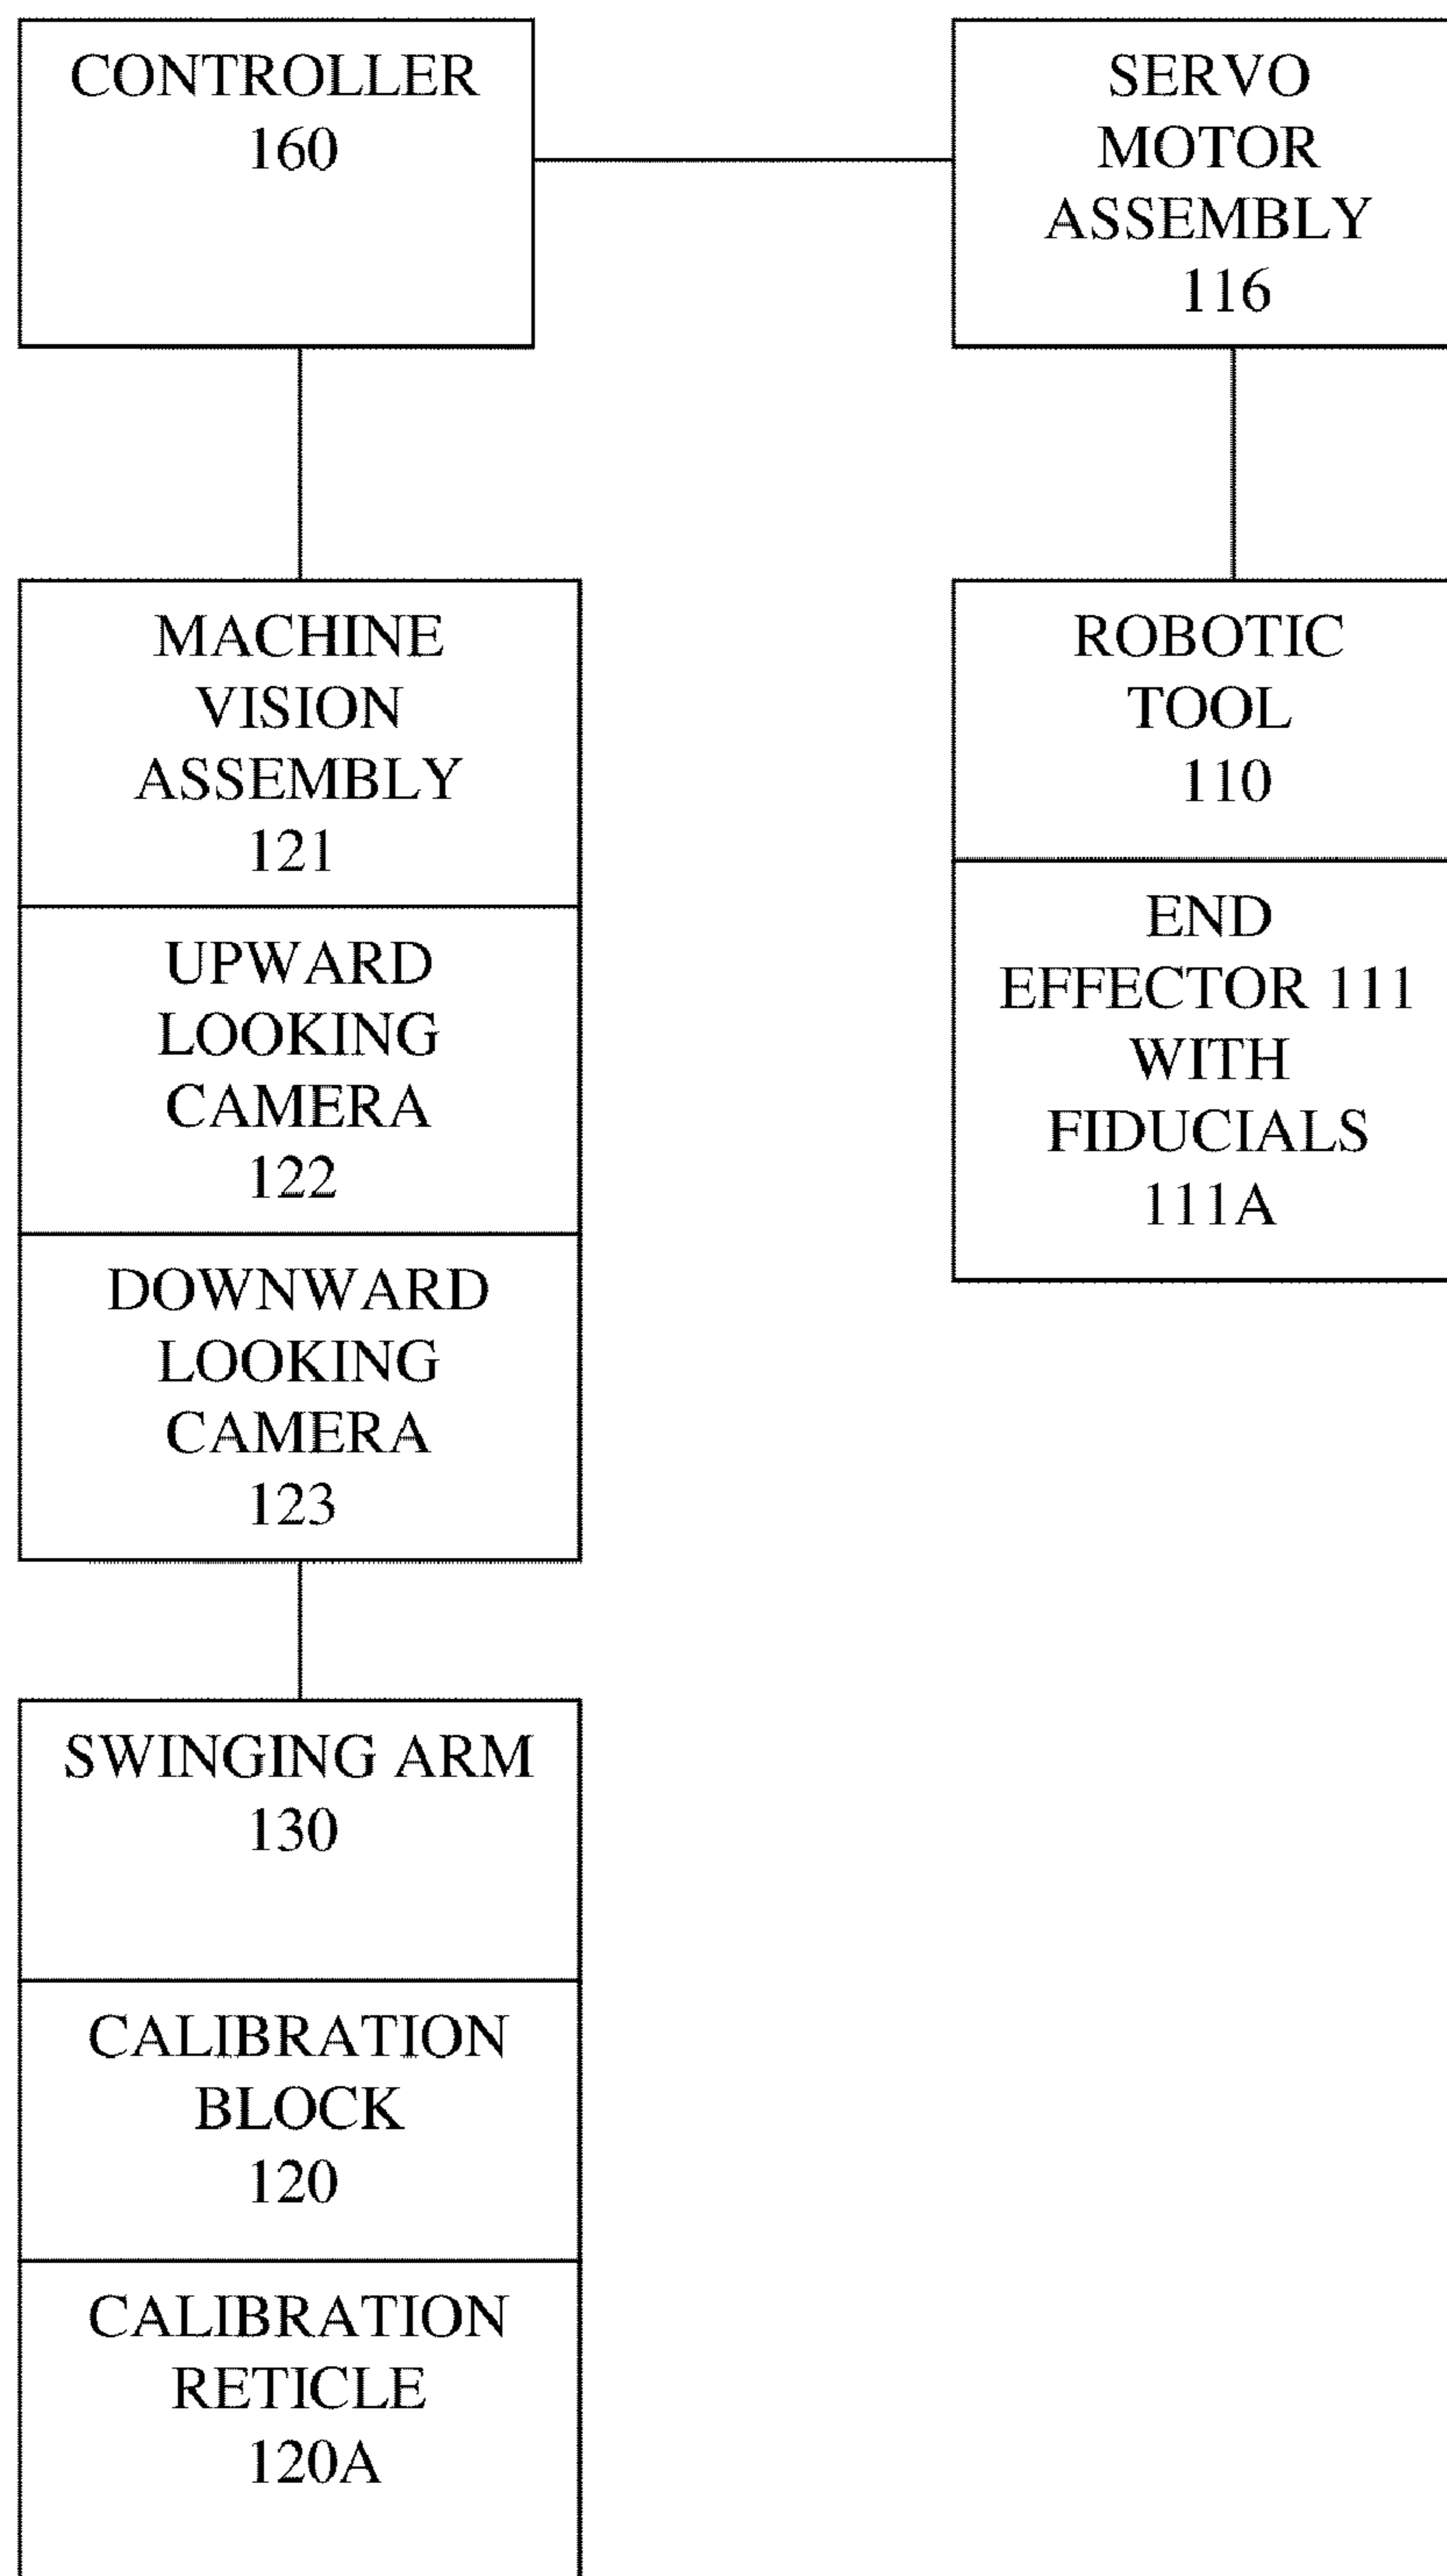 CONTROLLER
160
SERVO
MOTOR
ASSEMBLY
116
MACHINE
VISION
ASSEMBLY
121
UPWARD
LOOKING
CAMERA
122
DOWNWARD
LOOKING
CAMERA
123
ROBOTIC
TOOL
110
END
EFFECTOR 111
WITH
FIDUCIALS
111A
SWINGING ARM
130
CALIBRATION
BLOCK
120
CALIBRATION
RETICLE
120A